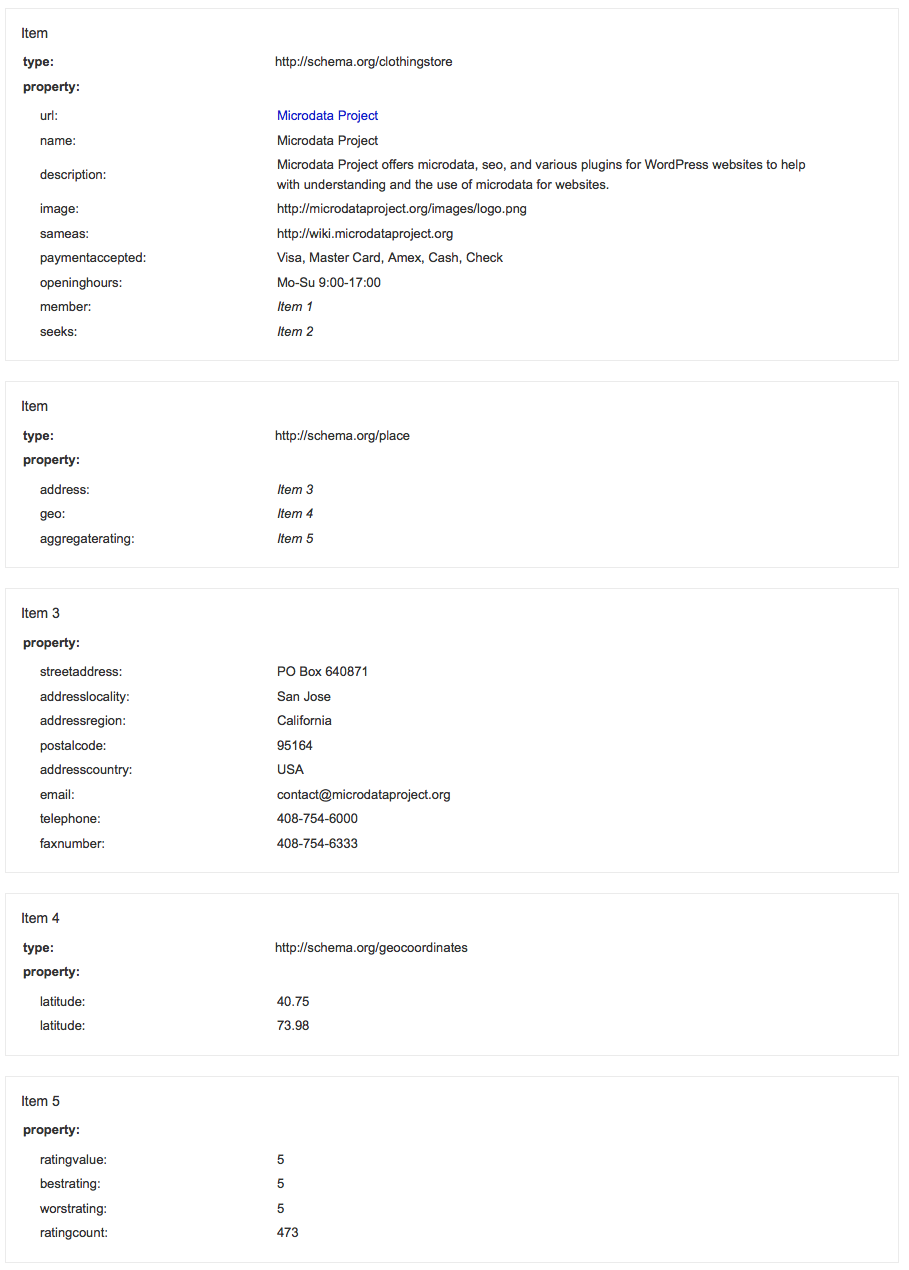 Item
type: http://schema.org/clothingstore
property:
url: Microdata Project
name: Microdata Project
description: Microdata Project offers microdata, seo, and various plugins for WordPress websites to help
with understanding and the use of microdata for websites.
image: http://microdataproject.org/images/logo.png
sameas: http://wiki.microdataproject.org
paymentaccepted: Visa, Master Card, Amex, Cash, Check
openinghours: Mo-Su 9:00-17:00
member: Item 1
seeks: Item 2
Item
type: http://schema.org/place
property:
address: Item 3
geo: Item 4
aggregaterating: Item 5
Item 3
property:
streetaddress: PO Box 640871
addresslocality: San Jose
addressregion: California
postalcode: 95164
addresscountry: USA
email: contact@microdataproject.org
telephone: 408-754-6000
faxnumber: 408-754-6333
Item 4
type: http://schema.org/geocoordinates
property:
latitude: 40.75
latitude: 73.98
Item 5
property:
ratingvalue: 5
bestrating: 5
worstrating: 5
ratingcount: 473